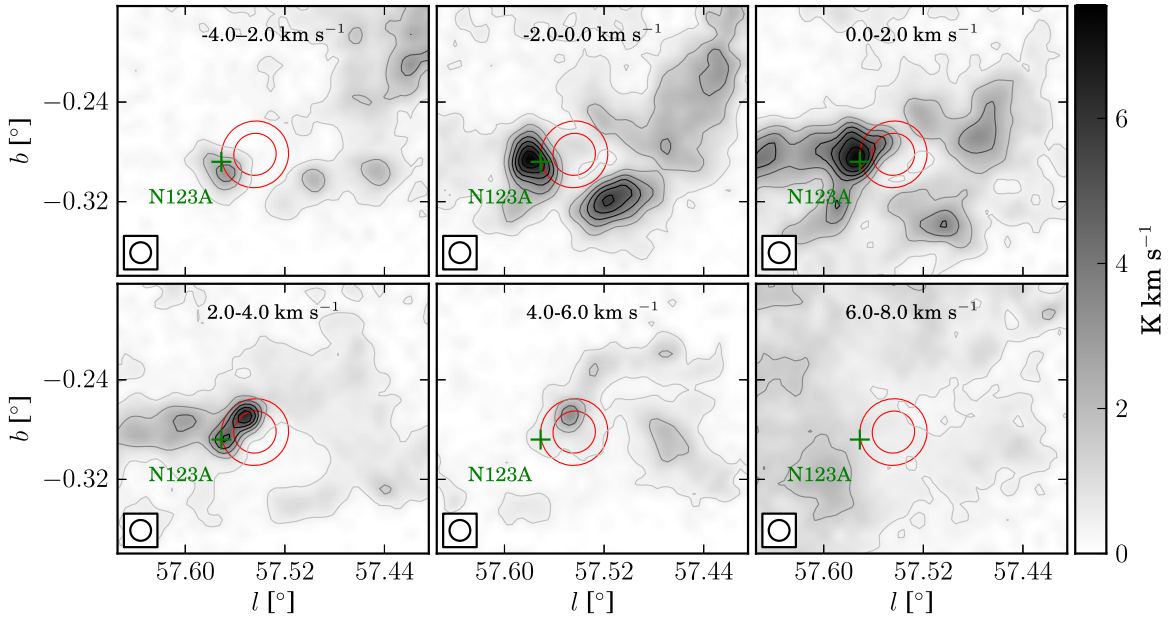 -4.0–2.0 km s⁻¹
-2.0-0.0 km s⁻¹
0.0-2.0 km s⁻¹
−0.24
−0.32
b [°]
N123A
N123A
N123A
2.0-4.0 km s⁻¹
4.0-6.0 km s⁻¹
6.0-8.0 km s⁻¹
−0.24
−0.32
b [°]
N123A
N123A
N123A
57.60 57.52 57.44
57.60 57.52 57.44
57.60 57.52 57.44
l [°]
l [°]
l [°]
6
4
2
0
K km s⁻¹